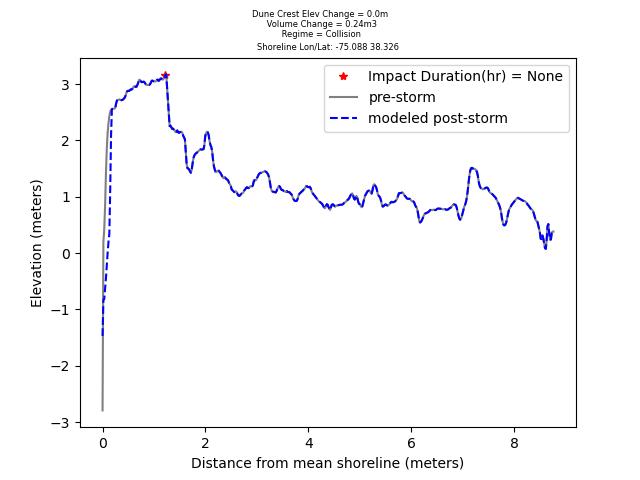 Dune Crest Elev Change = 0.0m
Volume Change = 0.24m3
Regime = Collision
Shoreline Lon/Lat: -75.088 38.326
Impact Duration(hr) = None
pre-storm
modeled post-storm
3
2
1
0
−1
−2
−3
Elevation (meters)
0 2 4 6 8
Distance from mean shoreline (meters)